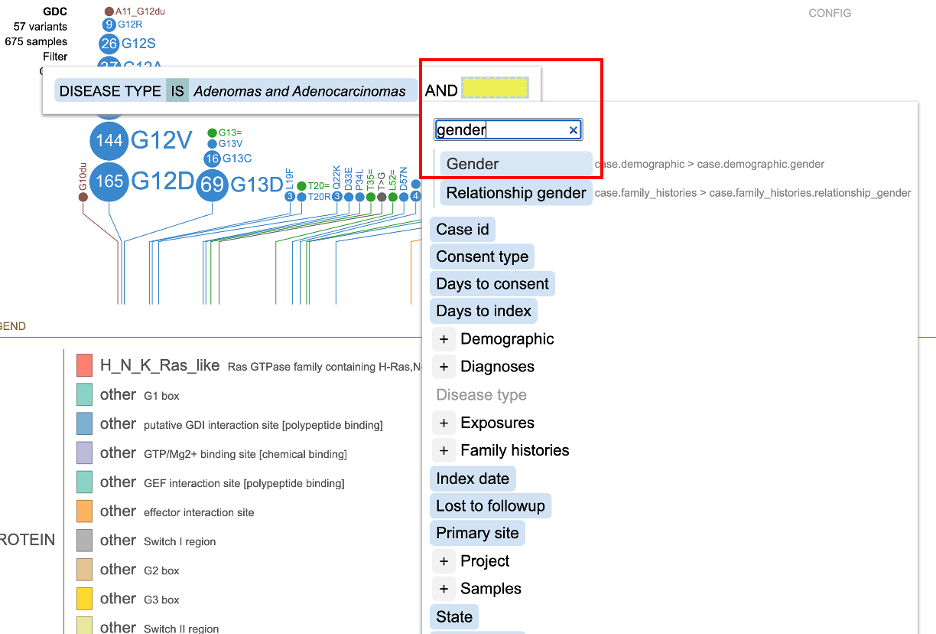 GDC
57 variants
675 samples
Filter
CONFIG
A11_G12du
9 G12R
26 G12S
27 G12A
DISEASE TYPE IS Adenomas and Adenocarcinomas AND
gender ×
Gender case.demographic > case.demographic.gender
Relationship gender case.family_histories > case.family_histories.relationship_gender
144 G12V
165 G12D
G13=
G13V
16 G13C
69 G13D
G10du
L19F
3
T20=
T20R
Q22K
3
D33E
P34L
T35=
T>G
L52=
D57N
4
Case id
Consent type
Days to consent
Days to index
+ Demographic
+ Diagnoses
Disease type
+ Exposures
+ Family histories
Index date
Lost to followup
Primary site
+ Project
+ Samples
State
GEND
ROTEIN
H_N_K_Ras_like Ras GTPase family containing H-Ras,N
other G1 box
other putative GDI interaction site [polypeptide binding]
other GTP/Mg2+ binding site [chemical binding]
other GEF interaction site [polypeptide binding]
other effector interaction site
other Switch I region
other G2 box
other G3 box
other Switch II region